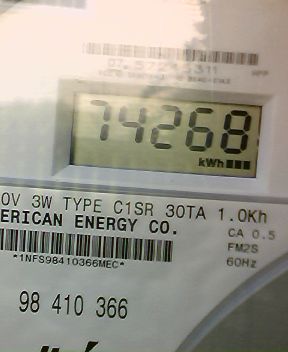 74268
kWh
0V 3W TYPE C1SR 30TA 1.0Kh
ERICAN ENERGY CO.
CA 0.5
FM2S
60Hz
*1NFS98410366MEC*
98 410 366